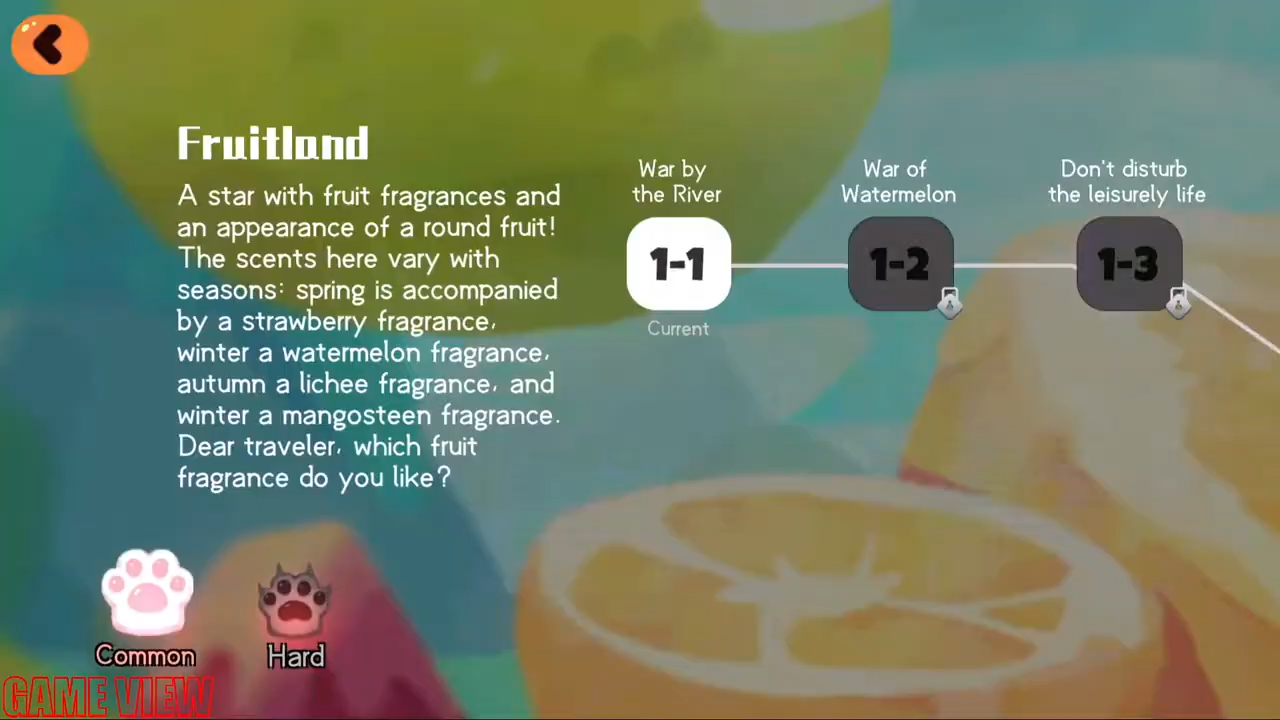 Fruitland
A star with fruit fragrances and
an appearance of a round fruit!
The scents here vary with
seasons: spring is accompanied
by a strawberry fragrance,
winter a watermelon fragrance,
autumn a lichee fragrance, and
winter a mangosteen fragrance.
Dear traveler, which fruit
fragrance do you like?
War by
the River
1-1
Current
War of
Watermelon
1-2
Don't disturb
the leisurely life
1-3
Common
Hard
GAME VIEW